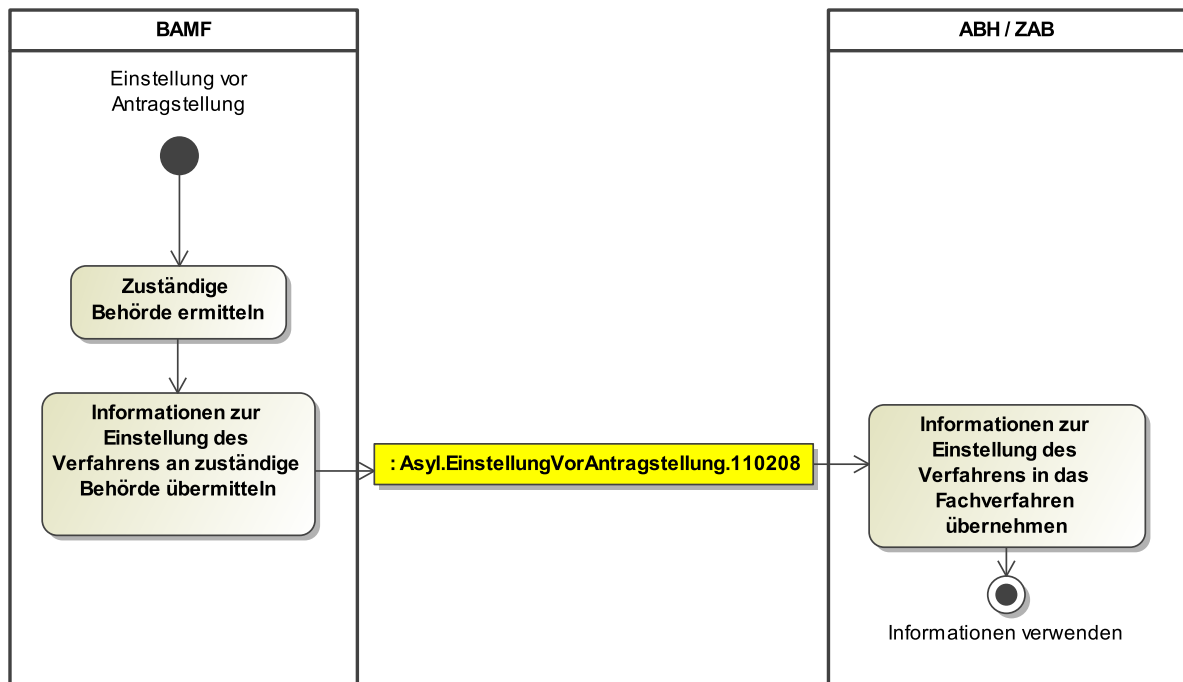 BAMF
Einstellung vor
Antragstellung
Zuständige
Behörde ermitteln
Informationen zur
Einstellung des
Verfahrens an zuständige
Behörde übermitteln
: Asyl.EinstellungVorAntragstellung.110208
ABH / ZAB
Informationen zur
Einstellung des
Verfahrens in das
Fachverfahren
übernehmen
Informationen verwenden